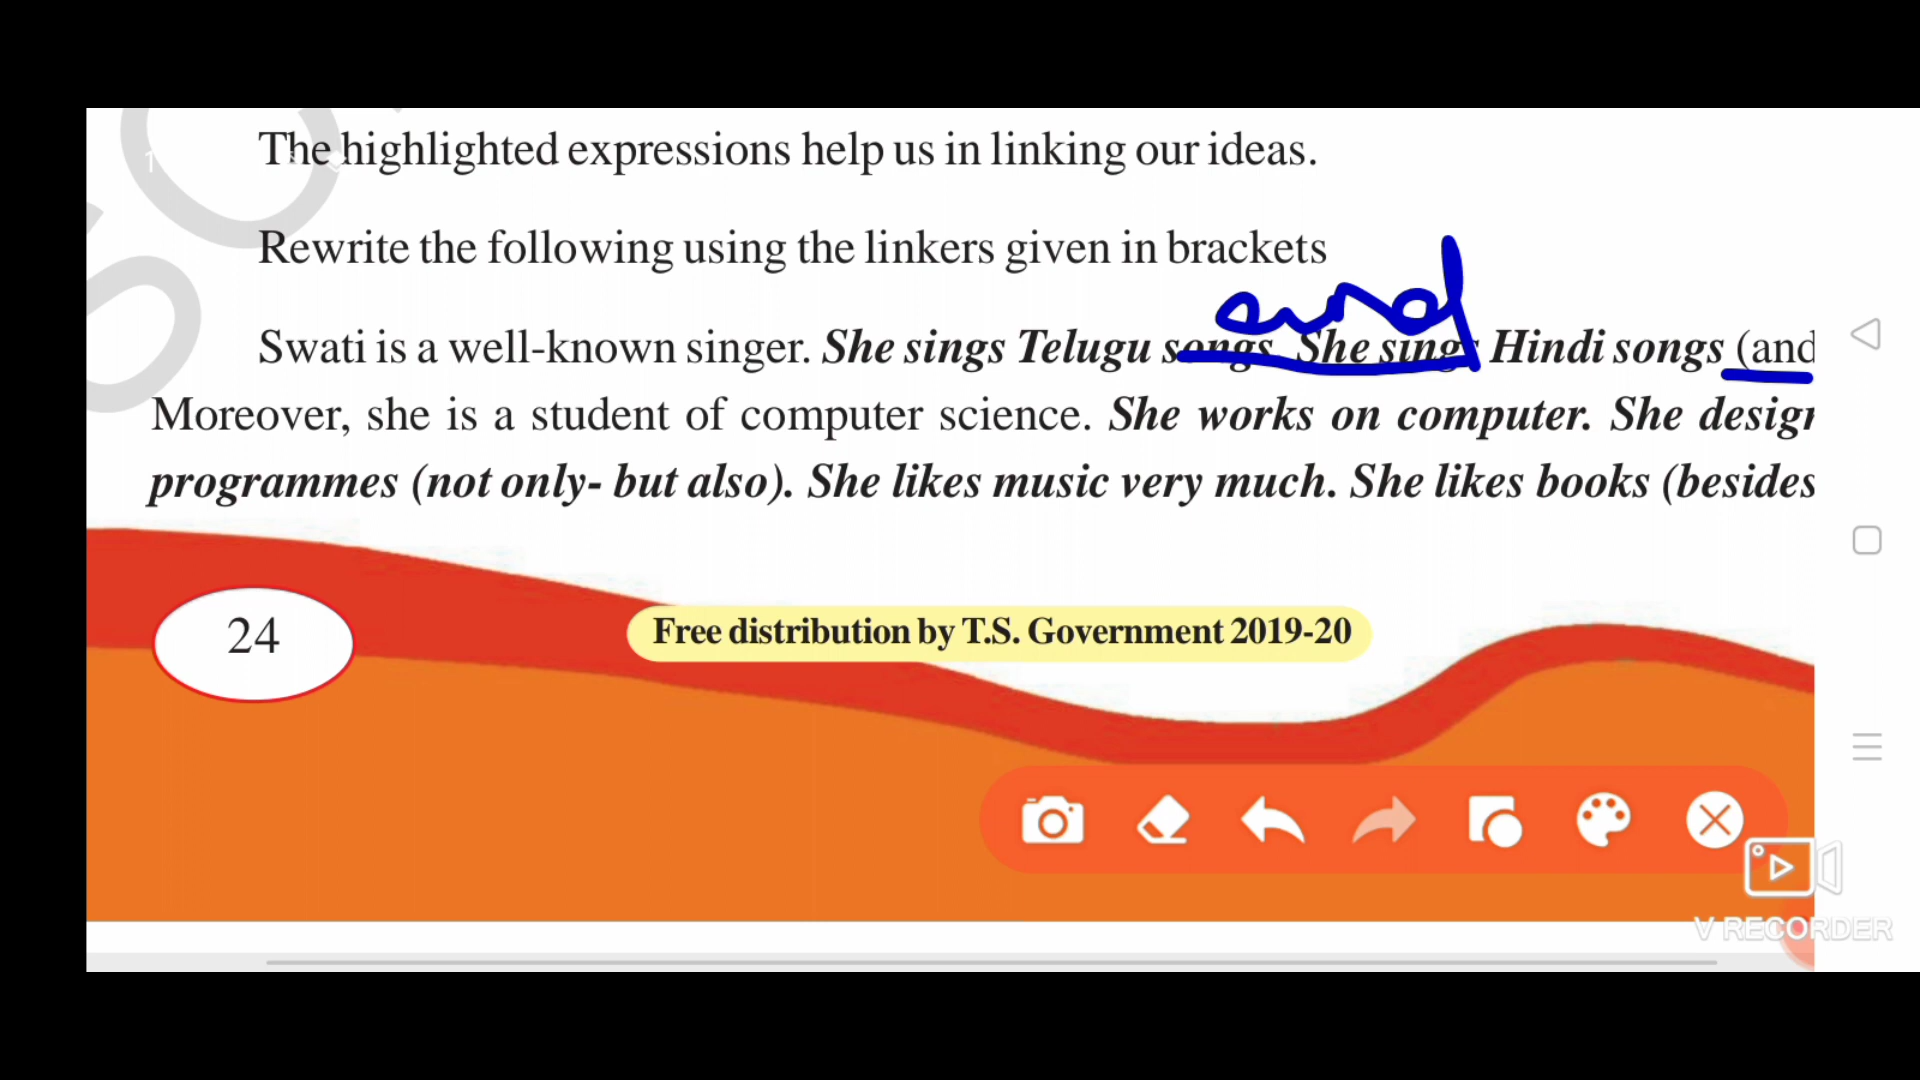 The highlighted expressions help us in linking our ideas.
Rewrite the following using the linkers given in brackets
and
Swati is a well-known singer. She sings Telugu songs. She sings Hindi songs (and
Moreover, she is a student of computer science. She works on computer. She design
programmes (not only- but also). She likes music very much. She likes books (besides
24
Free distribution by T.S. Government 2019-20
V RECORDER